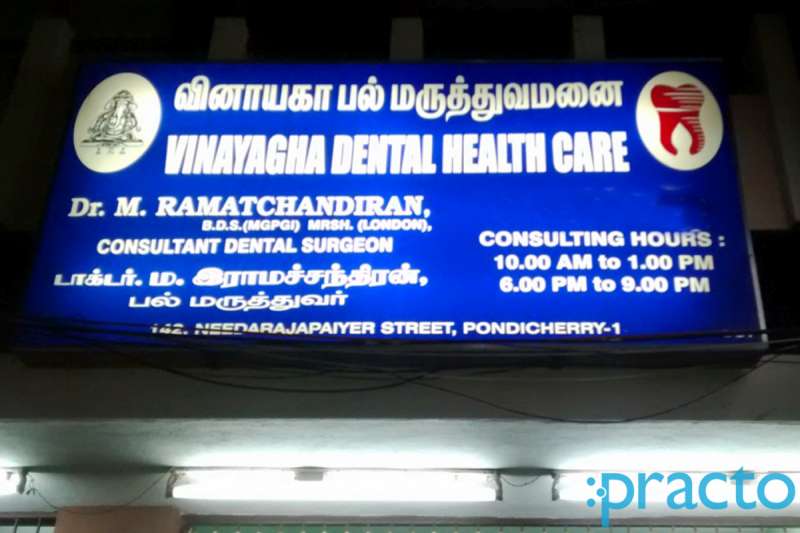 வினாயகா பல் மருத்துவமனை
VINAYAGHA DENTAL HEALTH CARE
Dr. M. RAMATCHANDIRAN,
B.D.S.(MGPGI) MRSH. (LONDON),
CONSULTANT DENTAL SURGEON
டாக்டர். ம. இராமச்சந்திரன்,
பல் மருத்துவர்
CONSULTING HOURS :
10.00 AM to 1.00 PM
6.00 PM to 9.00 PM
142, NEEDARAJAPAIYER STREET, PONDICHERRY-1
practo